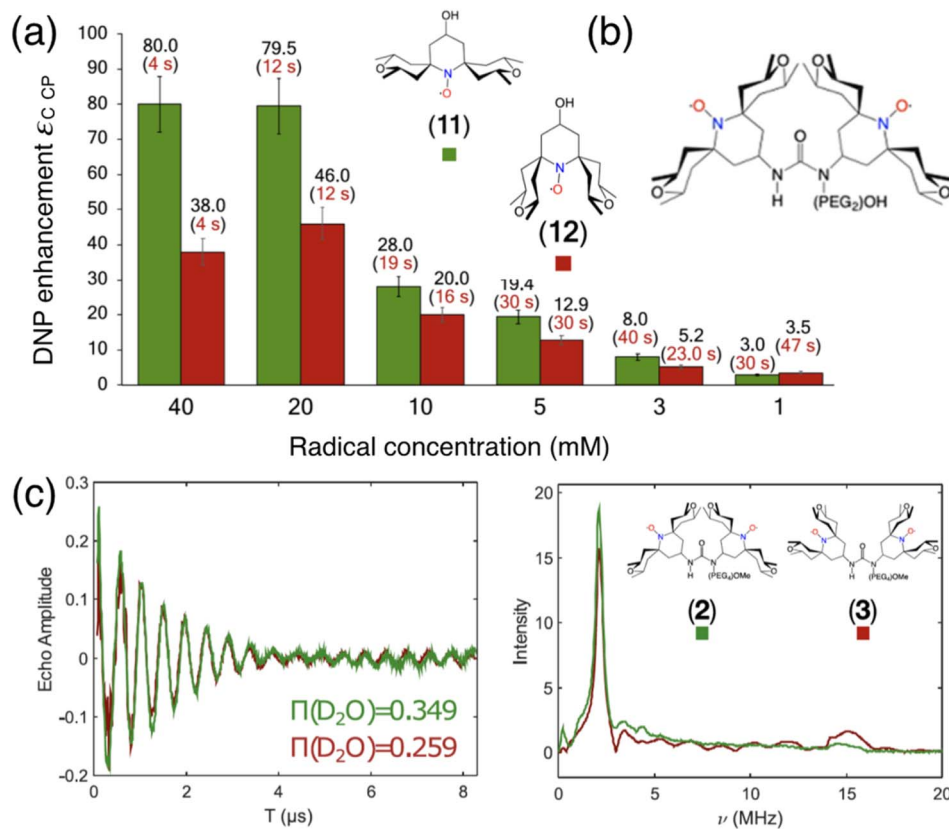 (a)
DNP enhancement ε_C CP
100
90
80
70
60
50
40
30
20
10
0
80.0
(4 s)
38.0
(4 s)
79.5
(12 s)
46.0
(12 s)
28.0
(19 s)
20.0
(16 s)
19.4
(30 s)
12.9
(30 s)
8.0
(40 s)
5.2
(23.0 s)
3.0
(30 s)
3.5
(47 s)
40 20 10 5 3 1
Radical concentration (mM)
OH
O O
N
·O
(11)
OH
N
·O
O O
(12)
(b)
O O
·O N N O·
O
O N N O
H (PEG₂)OH
(c)
Echo Amplitude
0.3
0.2
0.1
0
-0.1
-0.2
Π(D₂O)=0.349
Π(D₂O)=0.259
0 2 4 6 8
T (μs)
Intensity
20
15
10
5
0
O O
·O N N O·
O
O N N O
H (PEG₄)OMe
(2)
O O
·O N N O·
O
O N N O
H (PEG₄)OMe
(3)
0 5 10 15 20
ν (MHz)